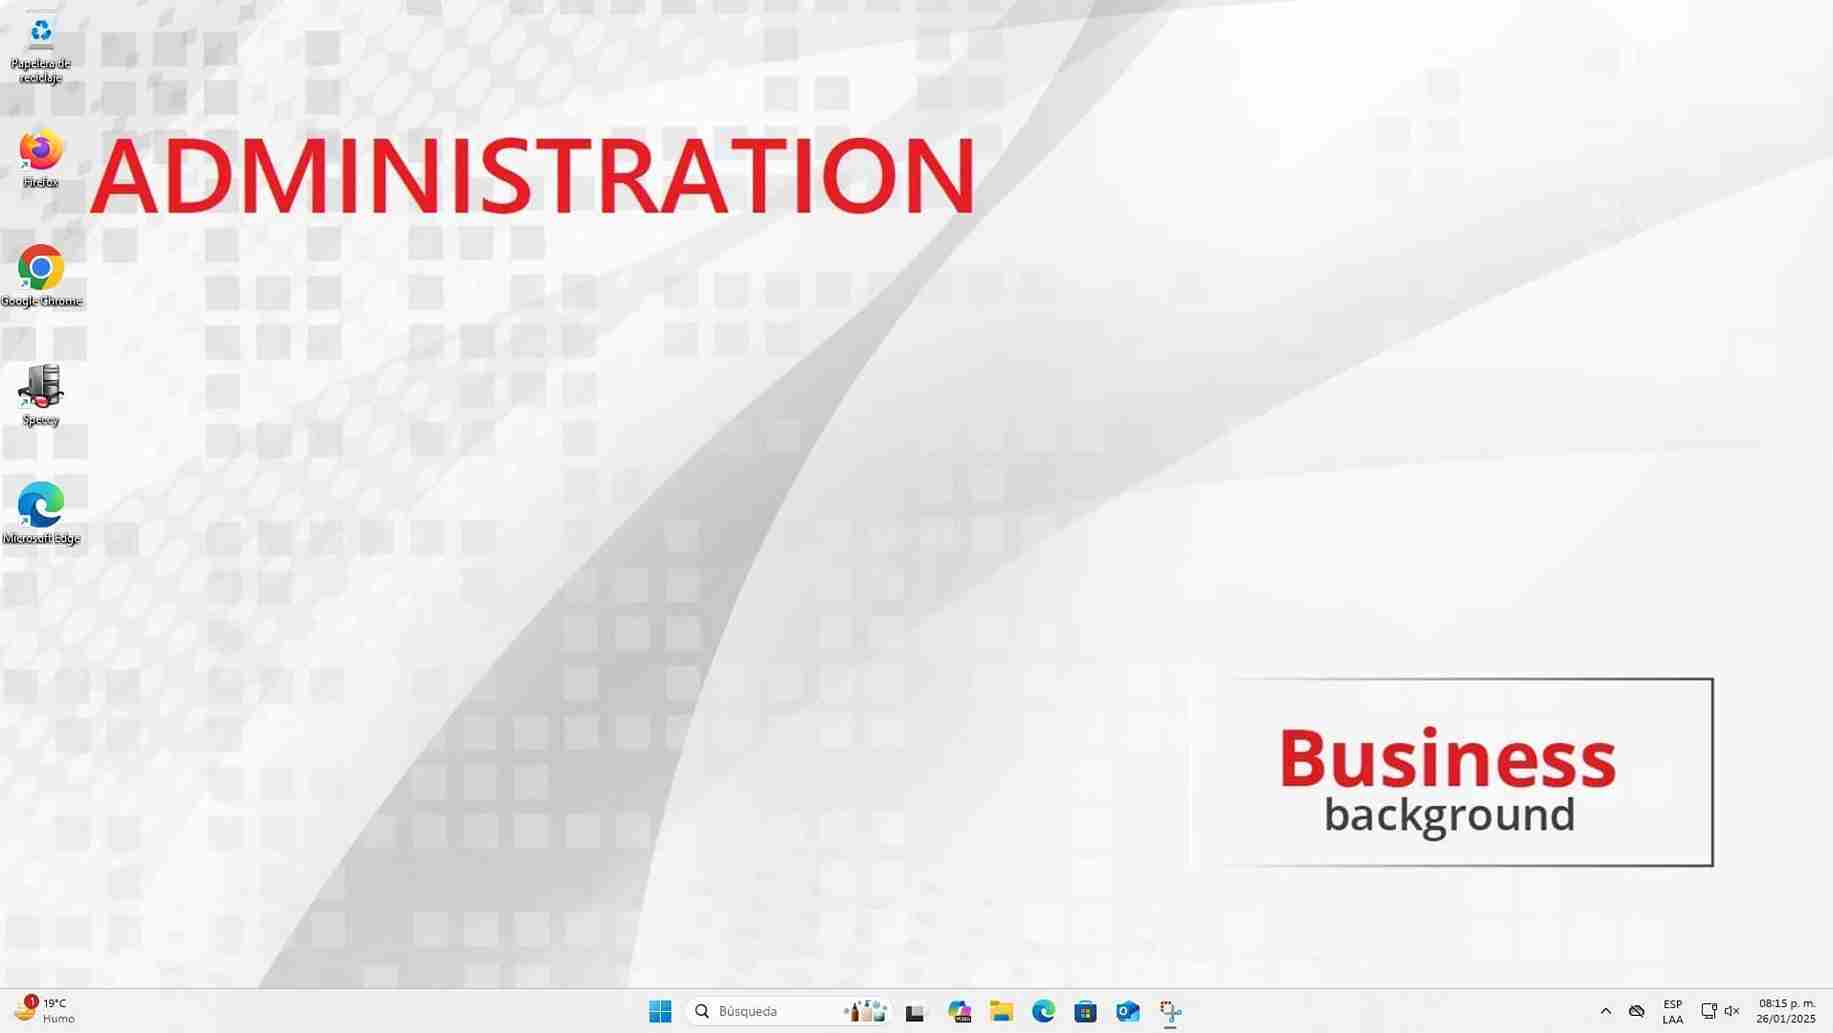 Papelera de
reciclaje
Firefox
ADMINISTRATION
Google Chrome
Speccy
Microsoft Edge
Business
background
1
19°C
Humo
Búsqueda
ESP
LAA
08:15 p. m.
26/01/2025